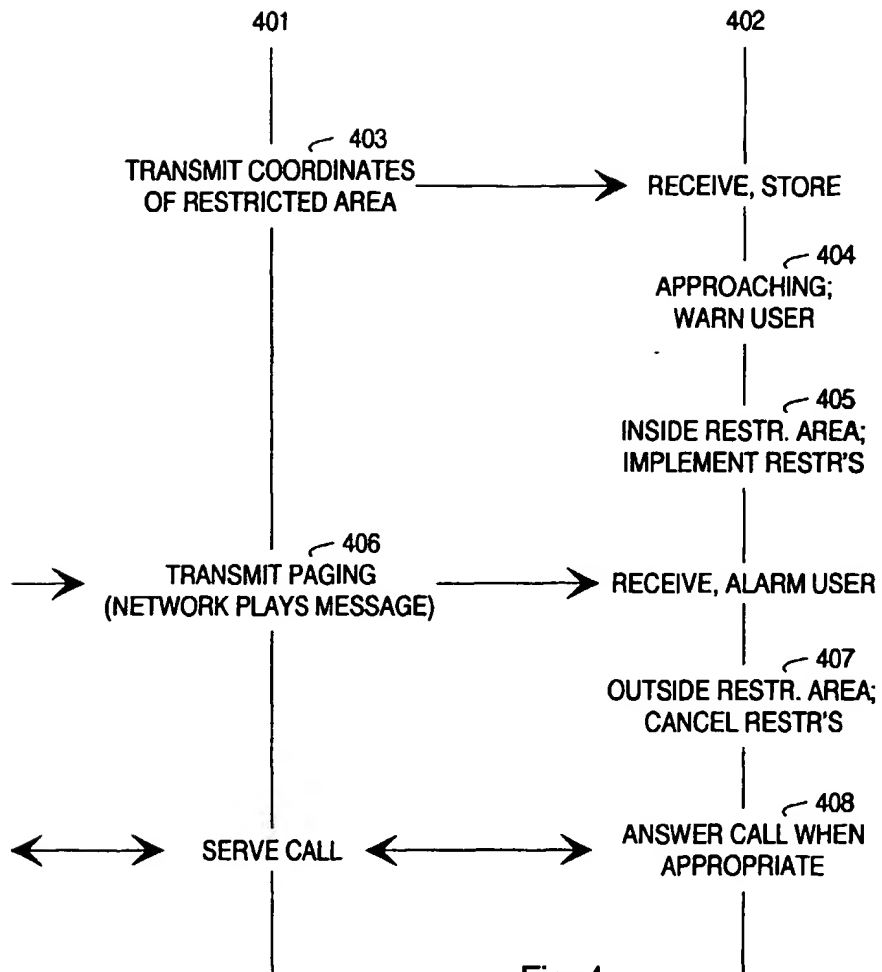 401
402
403
TRANSMIT COORDINATES
OF RESTRICTED AREA
RECEIVE, STORE
404
APPROACHING;
WARN USER
405
INSIDE RESTR. AREA;
IMPLEMENT RESTR'S
406
TRANSMIT PAGING
(NETWORK PLAYS MESSAGE)
RECEIVE, ALARM USER
407
OUTSIDE RESTR. AREA;
CANCEL RESTR'S
408
SERVE CALL
ANSWER CALL WHEN
APPROPRIATE